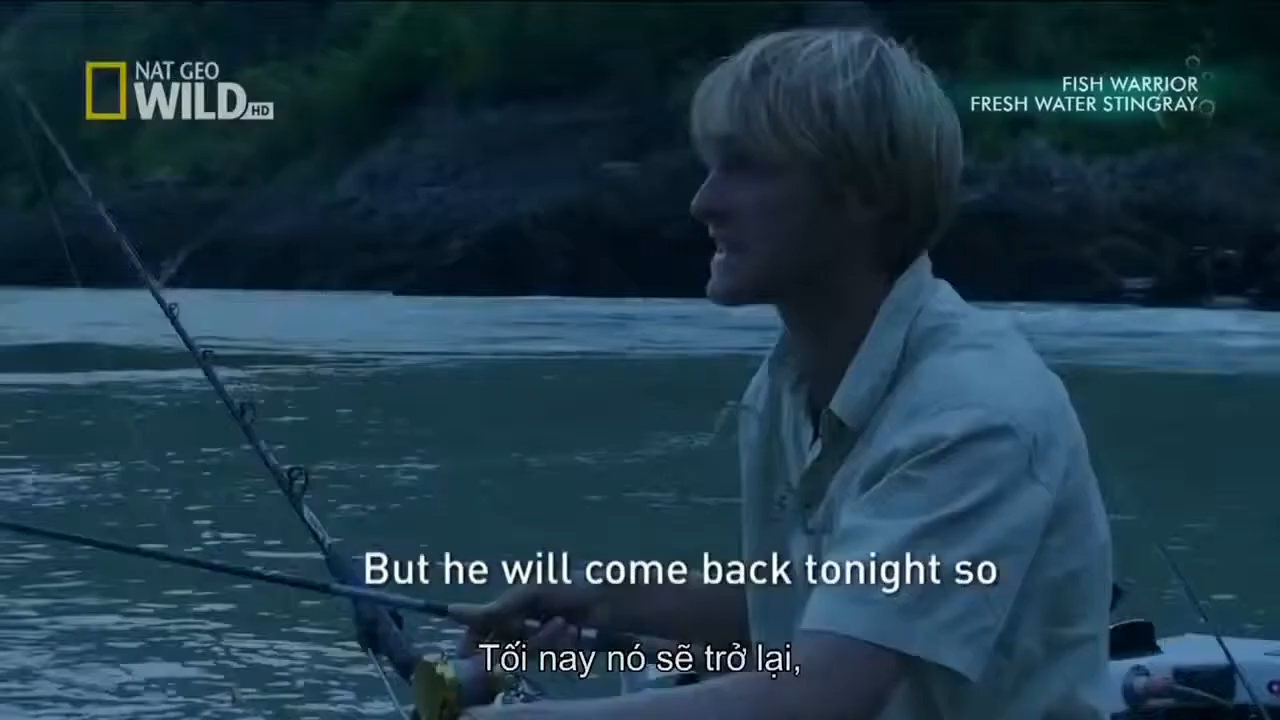 NAT GEO
WILD HD
FISH WARRIOR
FRESH WATER STINGRAY
But he will come back tonight so
Tối nay nó sẽ trở lại,